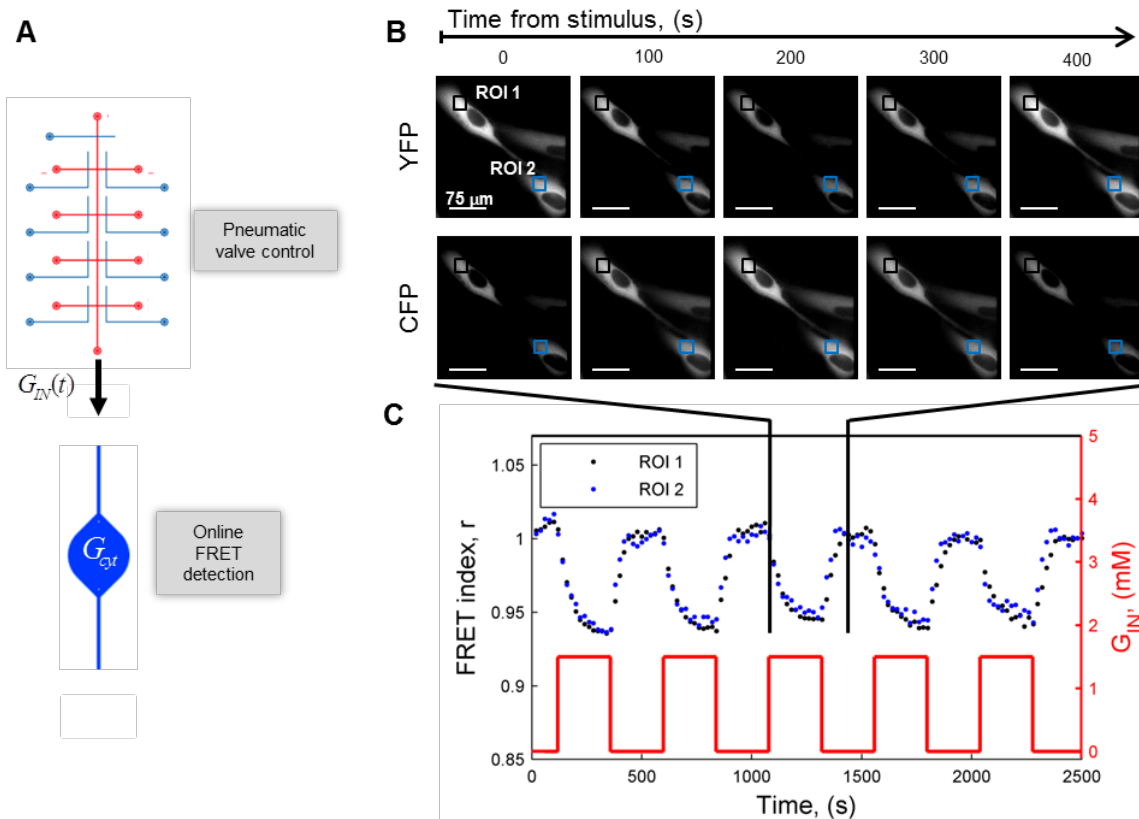 A
Pneumatic
valve control
G_IN(t)
G_cyt
Online
FRET
detection
B
Time from stimulus, (s)
0 100 200 300 400
YFP
ROI 1
ROI 2
75 μm
CFP
C
ROI 1
ROI 2
FRET index, r
1.05
1
0.95
0.9
0.85
5
4
3
2
1
0
G_IN, (mM)
0 500 1000 1500 2000 2500
Time, (s)